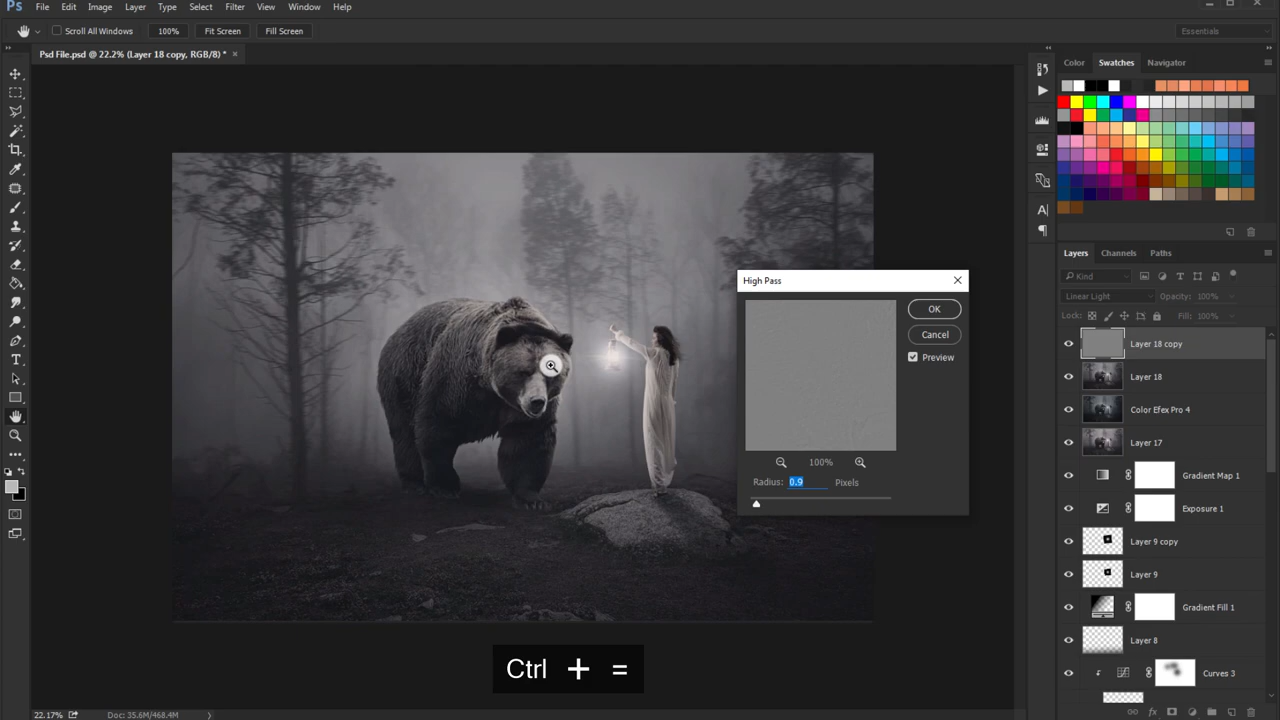 Ps File Edit Image Layer Type Select Filter View Window Help
Scroll All Windows 100% Fit Screen Fill Screen Essentials
Psd File.psd @ 22.2% (Layer 18 copy, RGB/8) * ×
Color Swatches Navigator
High Pass
OK
Cancel
Preview
100%
Radius: 0.9 Pixels
Layers Channels Paths
Kind
Linear Light Opacity: 100%
Lock: Fill: 100%
Layer 18 copy
Layer 18
Color Efex Pro 4
Layer 17
Gradient Map 1
Exposure 1
Layer 9 copy
Layer 9
Gradient Fill 1
Layer 8
Curves 3
Ctrl + =
22.17% Doc: 35.6M/468.4M